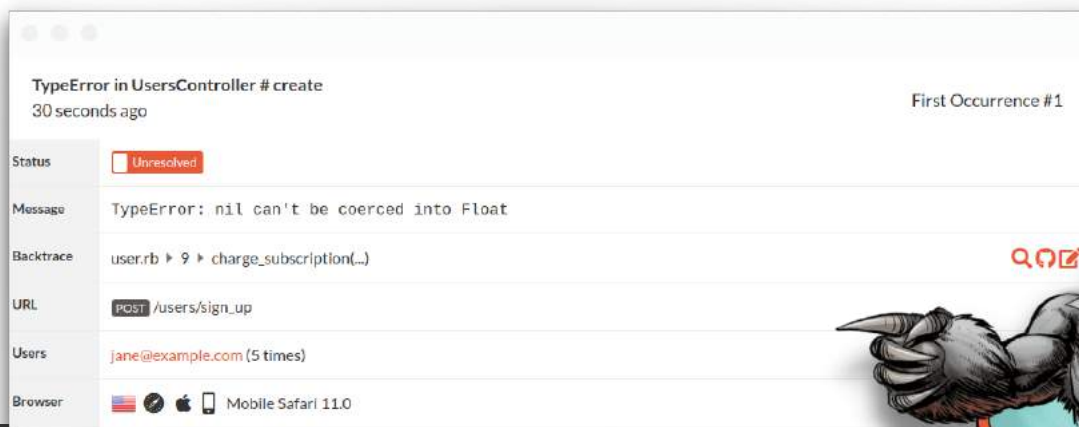 TypeError in UsersController # create
30 seconds ago
First Occurrence #1
Status Unresolved
Message TypeError: nil can't be coerced into Float
Backtrace user.rb ▸ 9 ▸ charge_subscription(...)
URL POST /users/sign_up
Users jane@example.com (5 times)
Browser Mobile Safari 11.0